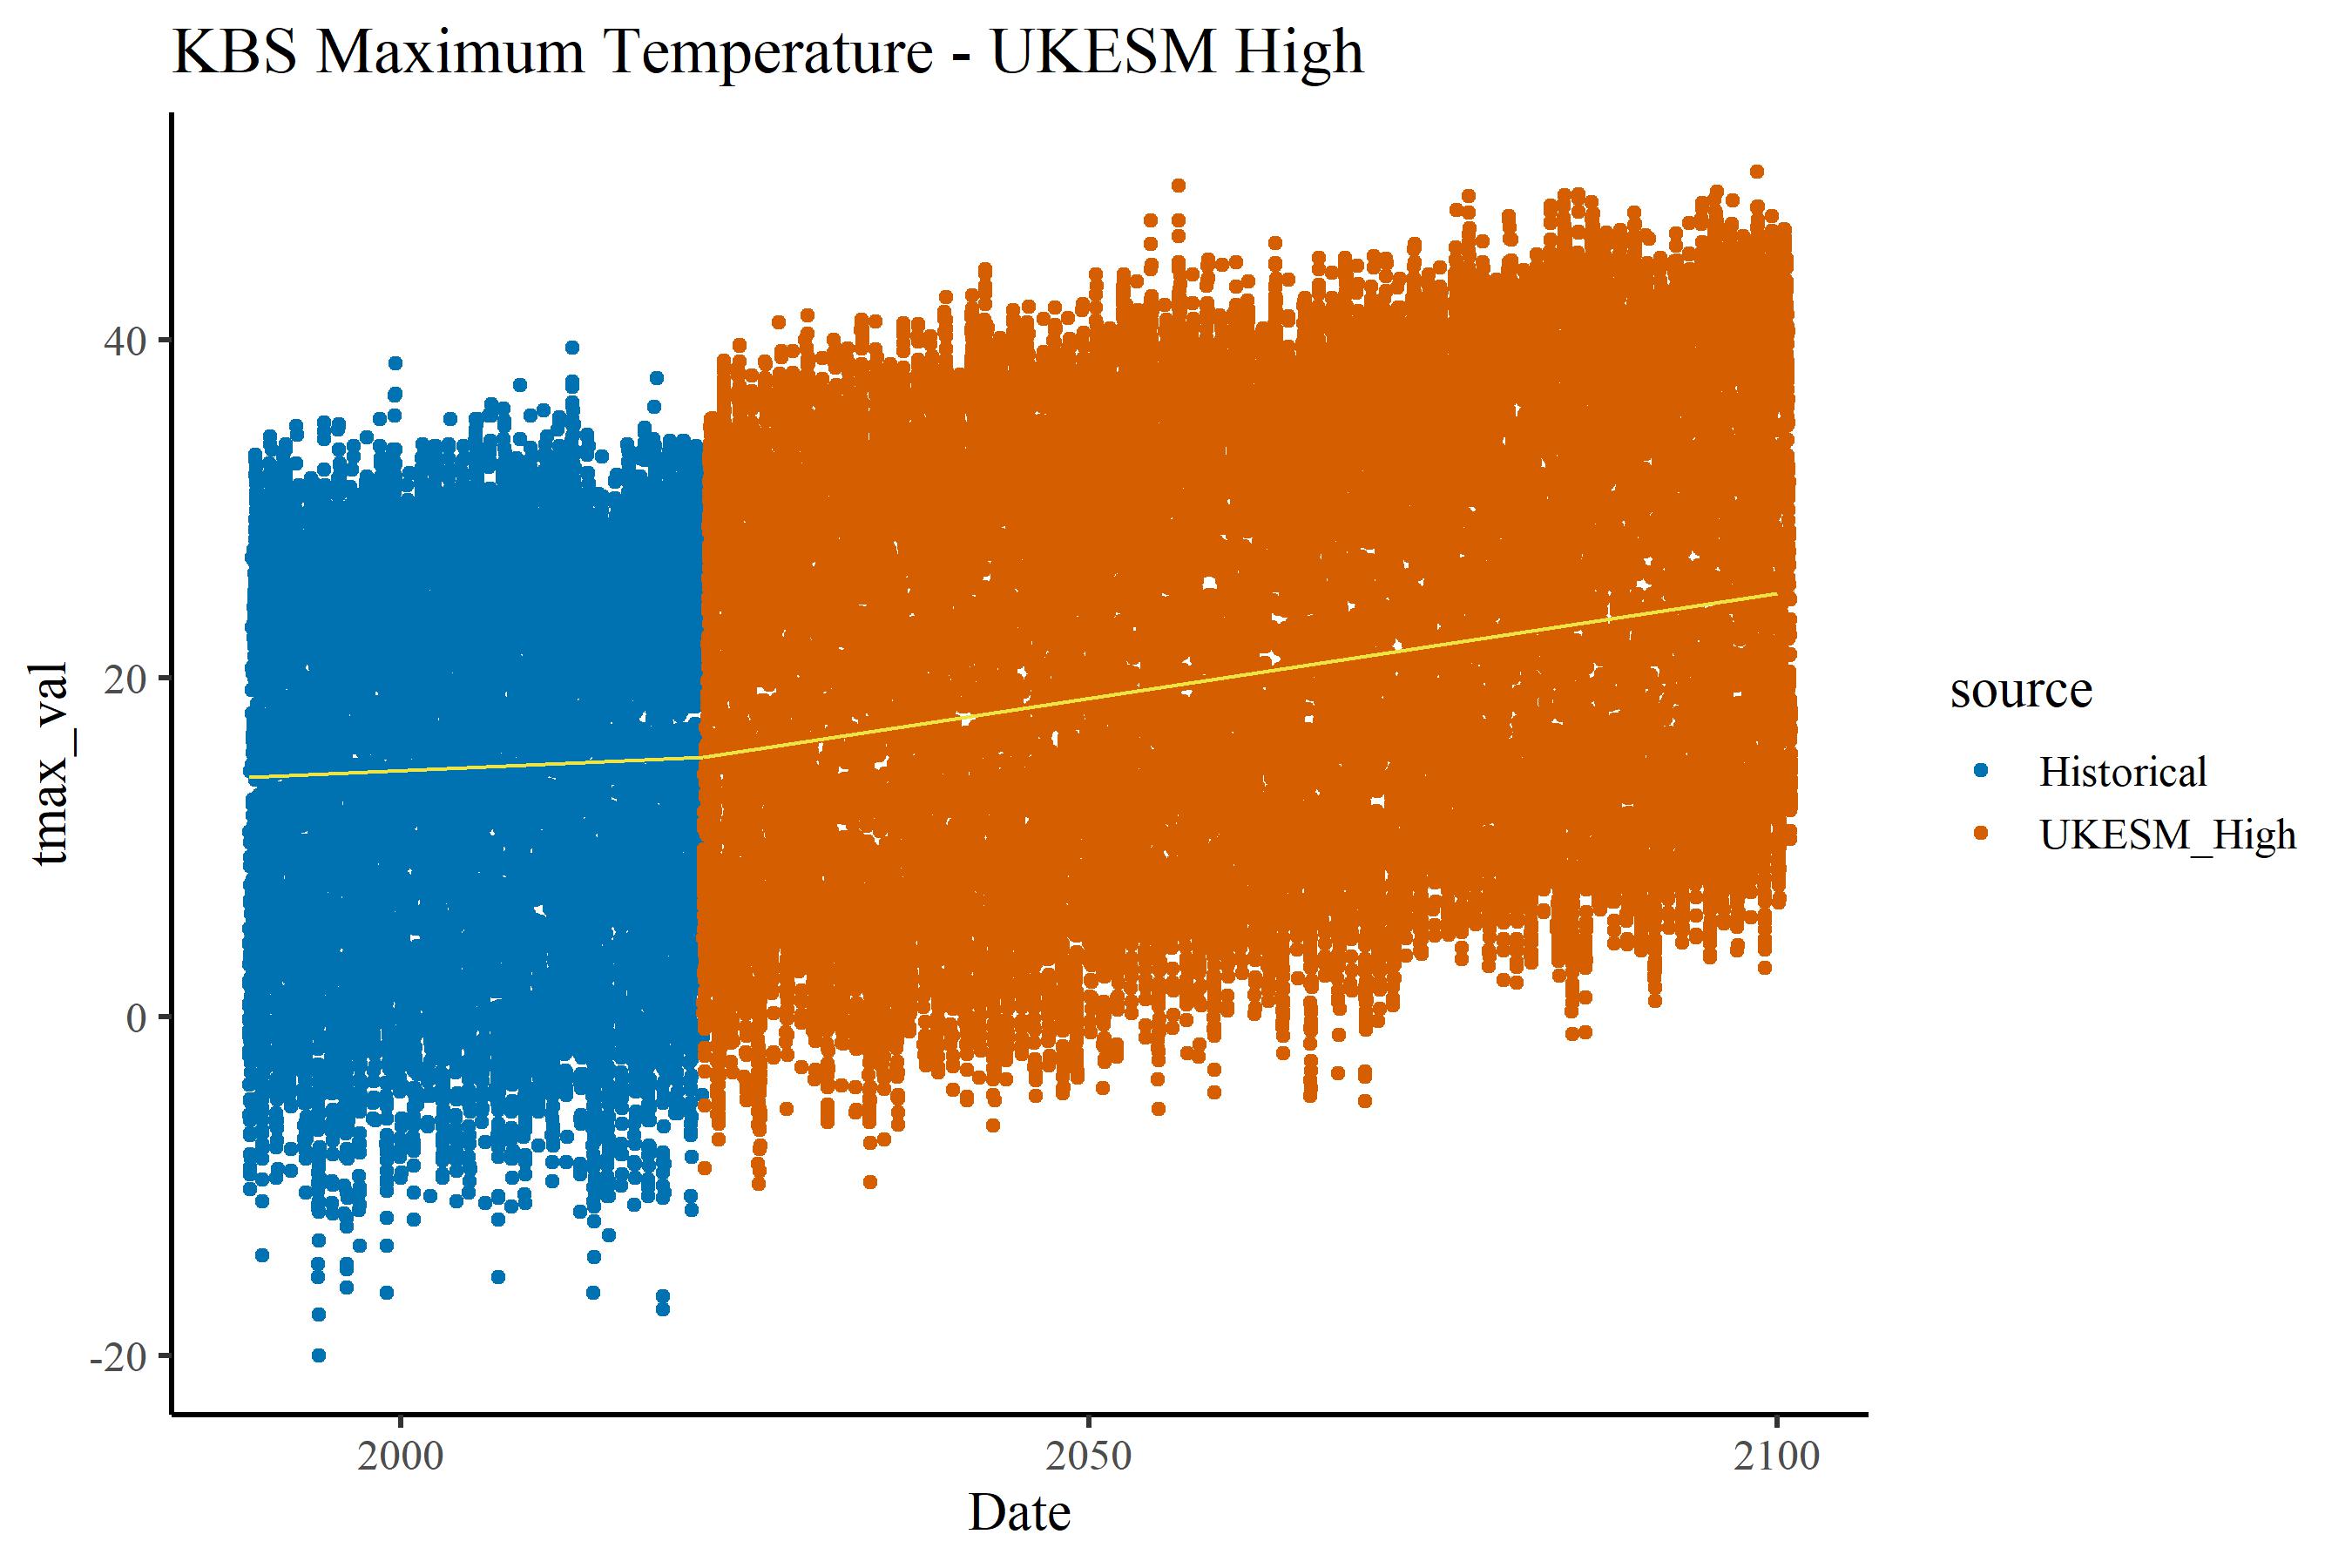 KBS Maximum Temperature - UKESM High
tmax_val
40
20
0
-20
2000
2050
2100
Date
source
Historical
UKESM_High